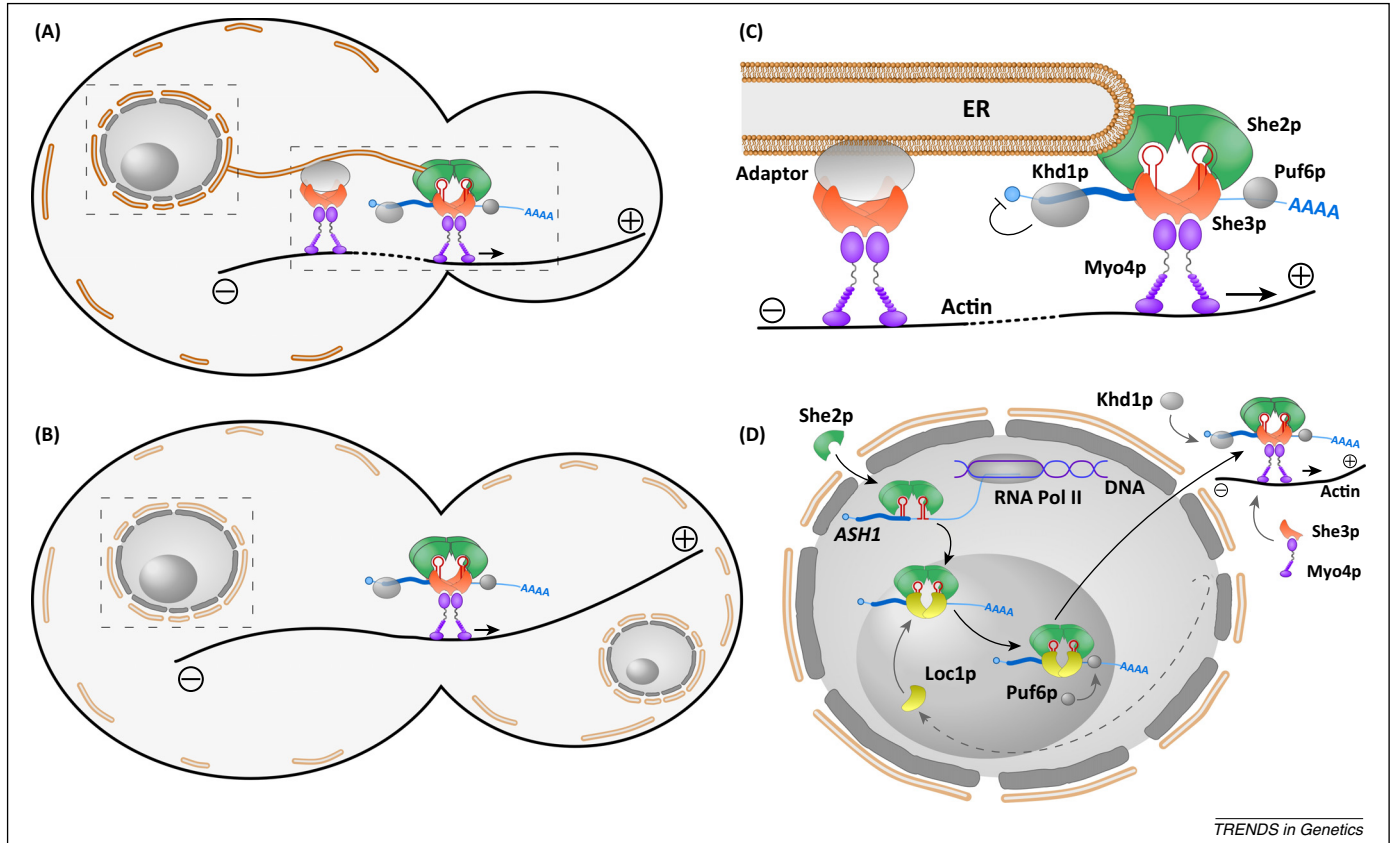 (A)
AAAA
+
−
(B)
AAAA
+
−
(C)
ER
She2p
Adaptor
Khd1p
Puf6p
AAAA
She3p
Myo4p
+
−
Actin
(D)
Khd1p
She2p
AAAA
DNA
RNA Pol II
ASH1
+
−
Actin
She3p
Myo4p
AAAA
Loc1p
Puf6p
AAAA
TRENDS in Genetics